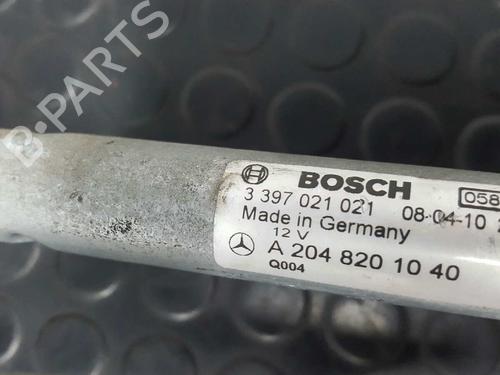 B-PARTS
BOSCH
3 397 021 021 08-04-10
058
Made in Germany
12 V
A 204 820 10 40
Q004